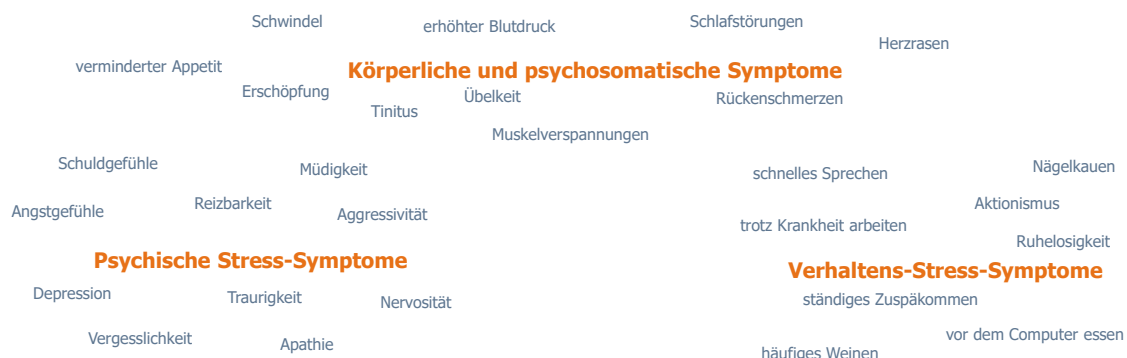 Schwindel
erhöhter Blutdruck
Schlafstörungen
Herzrasen
verminderter Appetit
Körperliche und psychosomatische Symptome
Erschöpfung
Tinitus
Übelkeit
Rückenschmerzen
Muskelverspannungen
Schuldgefühle
Müdigkeit
Angstgefühle
Reizbarkeit
Aggressivität
Psychische Stress-Symptome
Depression
Traurigkeit
Nervosität
Vergesslichkeit
Apathie
schnelles Sprechen
Nägelkauen
Aktionismus
trotz Krankheit arbeiten
Ruhelosigkeit
Verhaltens-Stress-Symptome
ständiges Zuspäkommen
vor dem Computer essen
häufiges Weinen